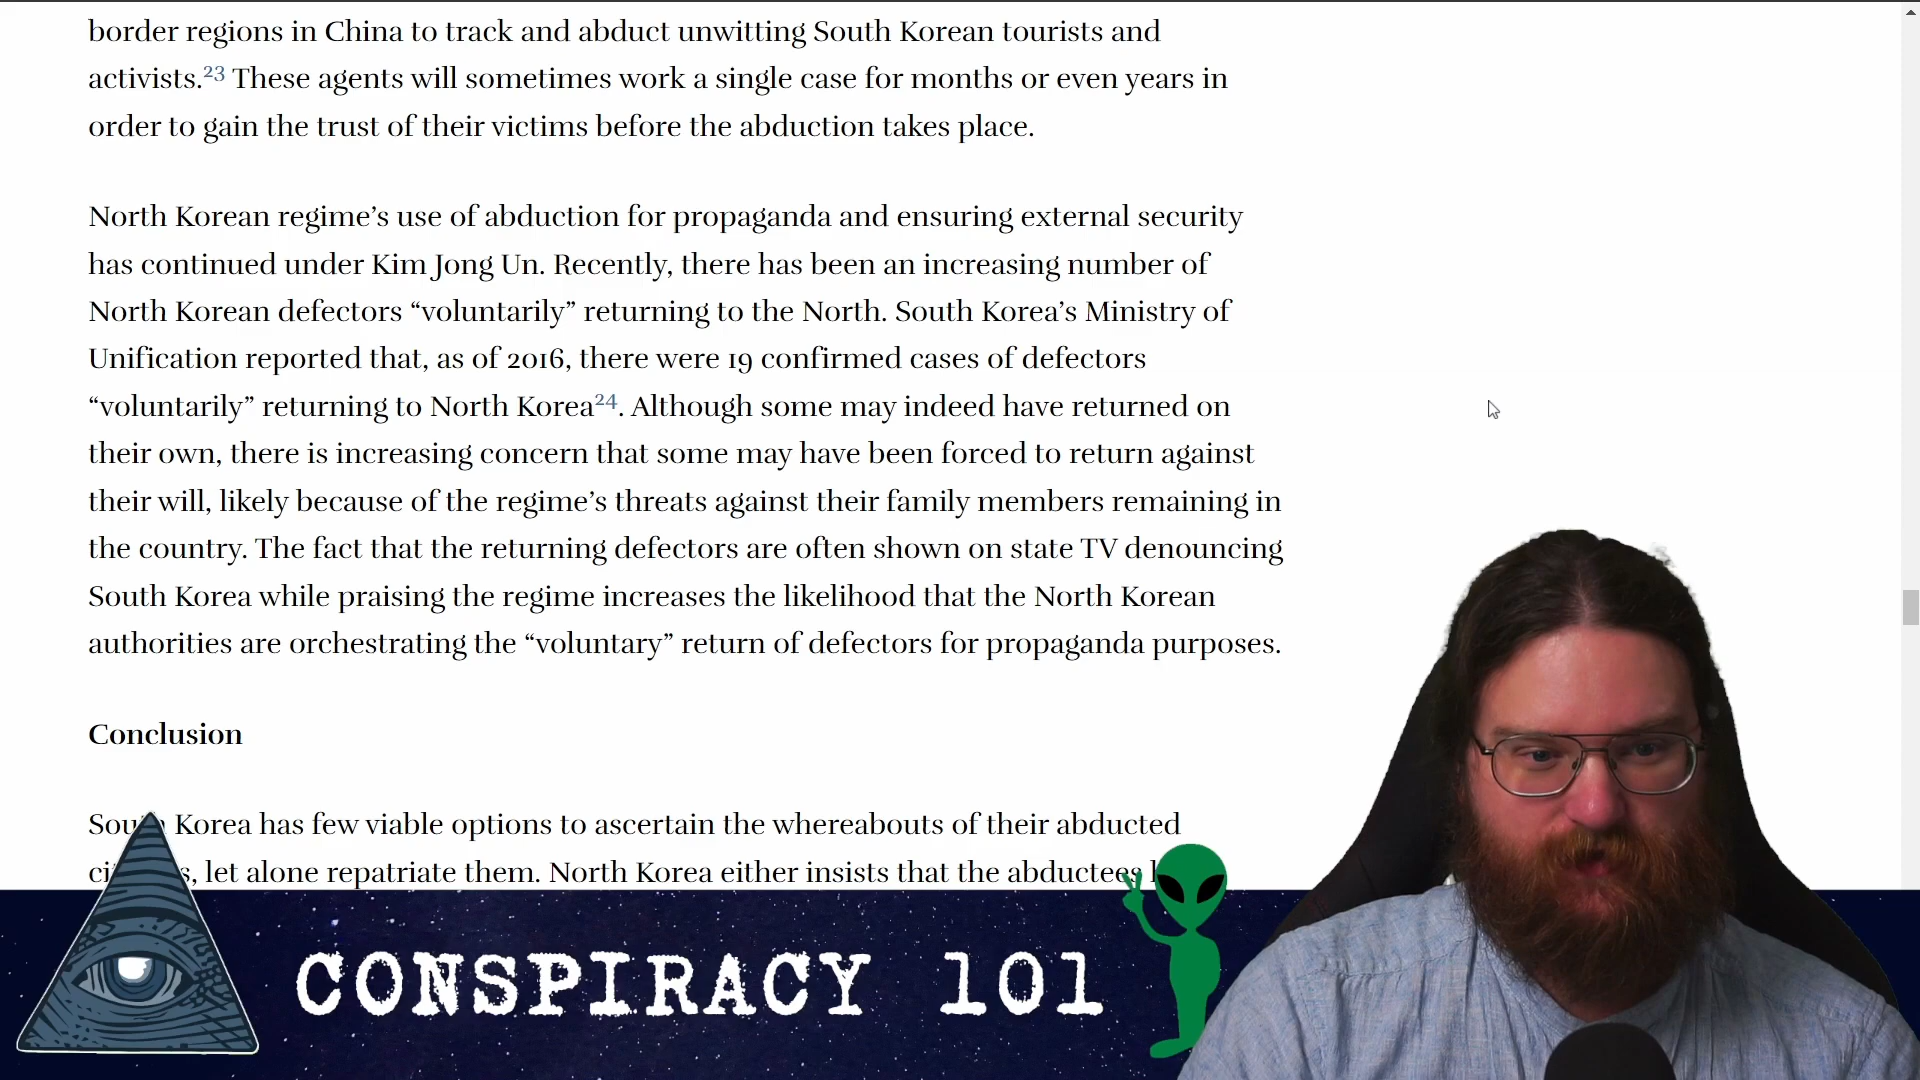 border regions in China to track and abduct unwitting South Korean tourists and
activists.23 These agents will sometimes work a single case for months or even years in
order to gain the trust of their victims before the abduction takes place.
North Korean regime’s use of abduction for propaganda and ensuring external security
has continued under Kim Jong Un. Recently, there has been an increasing number of
North Korean defectors “voluntarily” returning to the North. South Korea’s Ministry of
Unification reported that, as of 2016, there were 19 confirmed cases of defectors
“voluntarily” returning to North Korea24. Although some may indeed have returned on
their own, there is increasing concern that some may have been forced to return against
their will, likely because of the regime’s threats against their family members remaining in
the country. The fact that the returning defectors are often shown on state TV denouncing
South Korea while praising the regime increases the likelihood that the North Korean
authorities are orchestrating the “voluntary” return of defectors for propaganda purposes.
Conclusion
South Korea has few viable options to ascertain the whereabouts of their abducted
let alone repatriate them. North Korea either insists that the abductees
CONSPIRACY 101